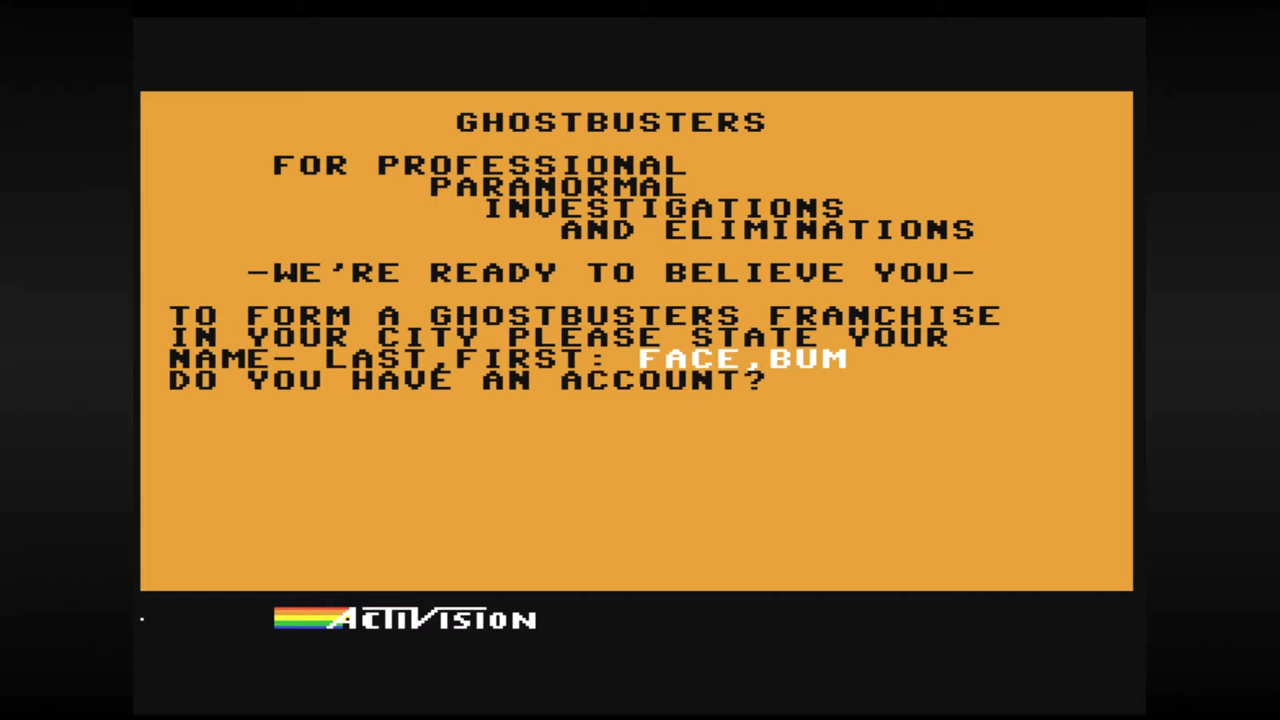 GHOSTBUSTERS
FOR PROFESSIONAL
PARANORMAL
INVESTIGATIONS
AND ELIMINATIONS
-WE'RE READY TO BELIEVE YOU-
TO FORM A GHOSTBUSTERS FRANCHISE
IN YOUR CITY PLEASE STATE YOUR
NAME- LAST,FIRST: FACE,BUM
DO YOU HAVE AN ACCOUNT?
ACTIVISION